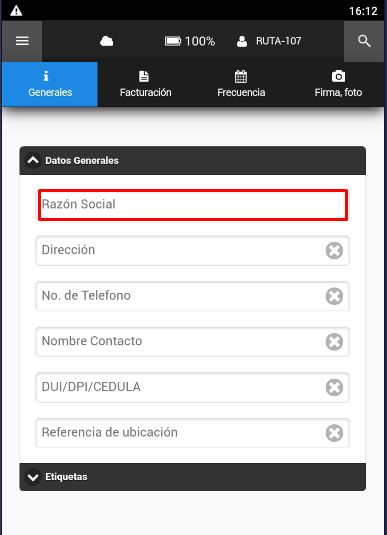 16:12
100% RUTA-107
Generales Facturación Frecuencia Firma, foto
Datos Generales
Razón Social
Dirección
No. de Telefono
Nombre Contacto
DUI/DPI/CEDULA
Referencia de ubicación
Etiquetas